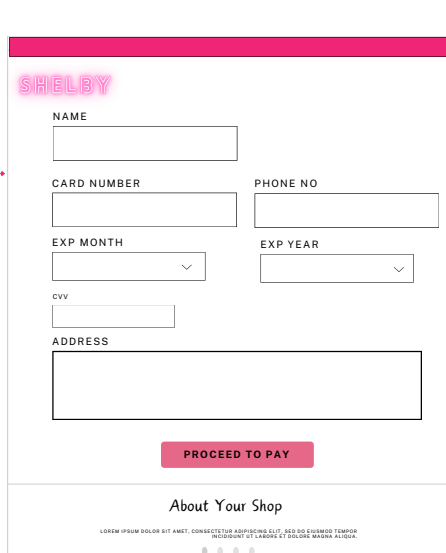 SHELBY
NAME
CARD NUMBER
PHONE NO
EXP MONTH
EXP YEAR
CVV
ADDRESS
PROCEED TO PAY
About Your Shop
LOREM IPSUM DOLOR SIT AMET, CONSECTETUR ADIPISCING ELIT, SED DO EIUSMOD TEMPOR
INCIDIDUNT UT LABORE ET DOLORE MAGNA ALIQUA.